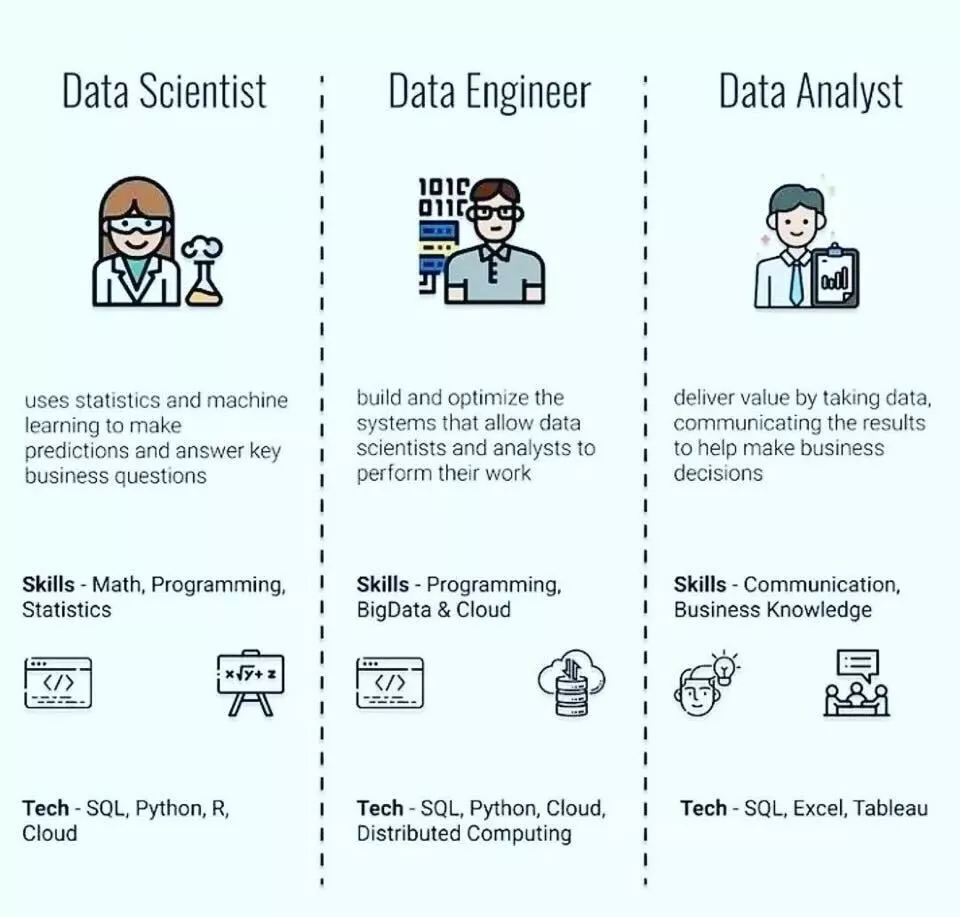 Data Scientist
uses statistics and machine
learning to make
predictions and answer key
business questions
Skills - Math, Programming,
Statistics
</>
x√y+z
Tech - SQL, Python, R,
Cloud
Data Engineer
101C
011C
build and optimize the
systems that allow data
scientists and analysts to
perform their work
Skills - Programming,
BigData & Cloud
</>
Tech - SQL, Python, Cloud,
Distributed Computing
Data Analyst
deliver value by taking data,
communicating the results
to help make business
decisions
Skills - Communication,
Business Knowledge
Tech - SQL, Excel, Tableau